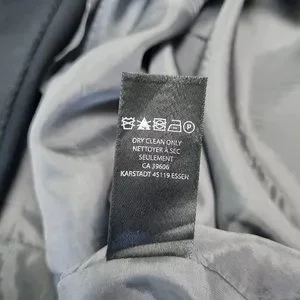 P
DRY CLEAN ONLY
NETTOYER À SEC
SEULEMENT
CA 39606
KARSTADT 45119 ESSEN